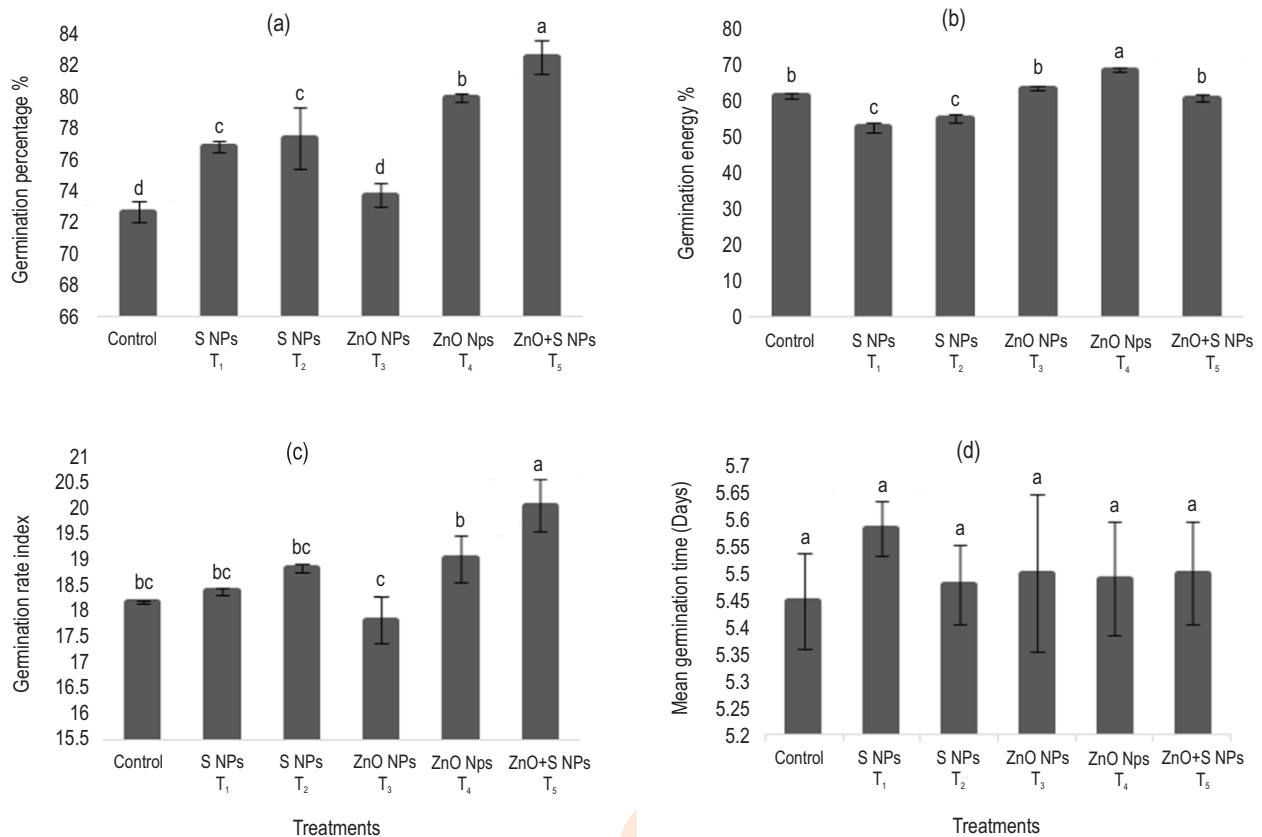 (a)
Germination percentage %
84
82
80
78
76
74
72
70
68
66
d
c
c
d
b
a
Control
S NPs
T₁
S NPs
T₂
ZnO NPs
T₃
ZnO Nps
T₄
ZnO+S NPs
T₅
(b)
Germination energy %
80
70
60
50
40
30
20
10
0
b
c
c
b
a
b
Control
S NPs
T₁
S NPs
T₂
ZnO NPs
T₃
ZnO NPs
T₄
ZnO+S NPs
T₅
(c)
Germination rate index
21
20.5
20
19.5
19
18.5
18
17.5
17
16.5
16
15.5
bc
bc
bc
c
b
a
Control
S NPs
T₁
S NPs
T₂
ZnO NPs
T₃
ZnO Nps
T₄
ZnO+S NPs
T₅
Treatments
(d)
Mean germination time (Days)
5.7
5.65
5.6
5.55
5.5
5.45
5.4
5.35
5.3
5.25
5.2
a
a
a
a
a
a
Control
S NPs
T₁
S NPs
T₂
ZnO NPs
T₃
ZnO NPs
T₄
ZnO+S NPs
T₅
Treatments